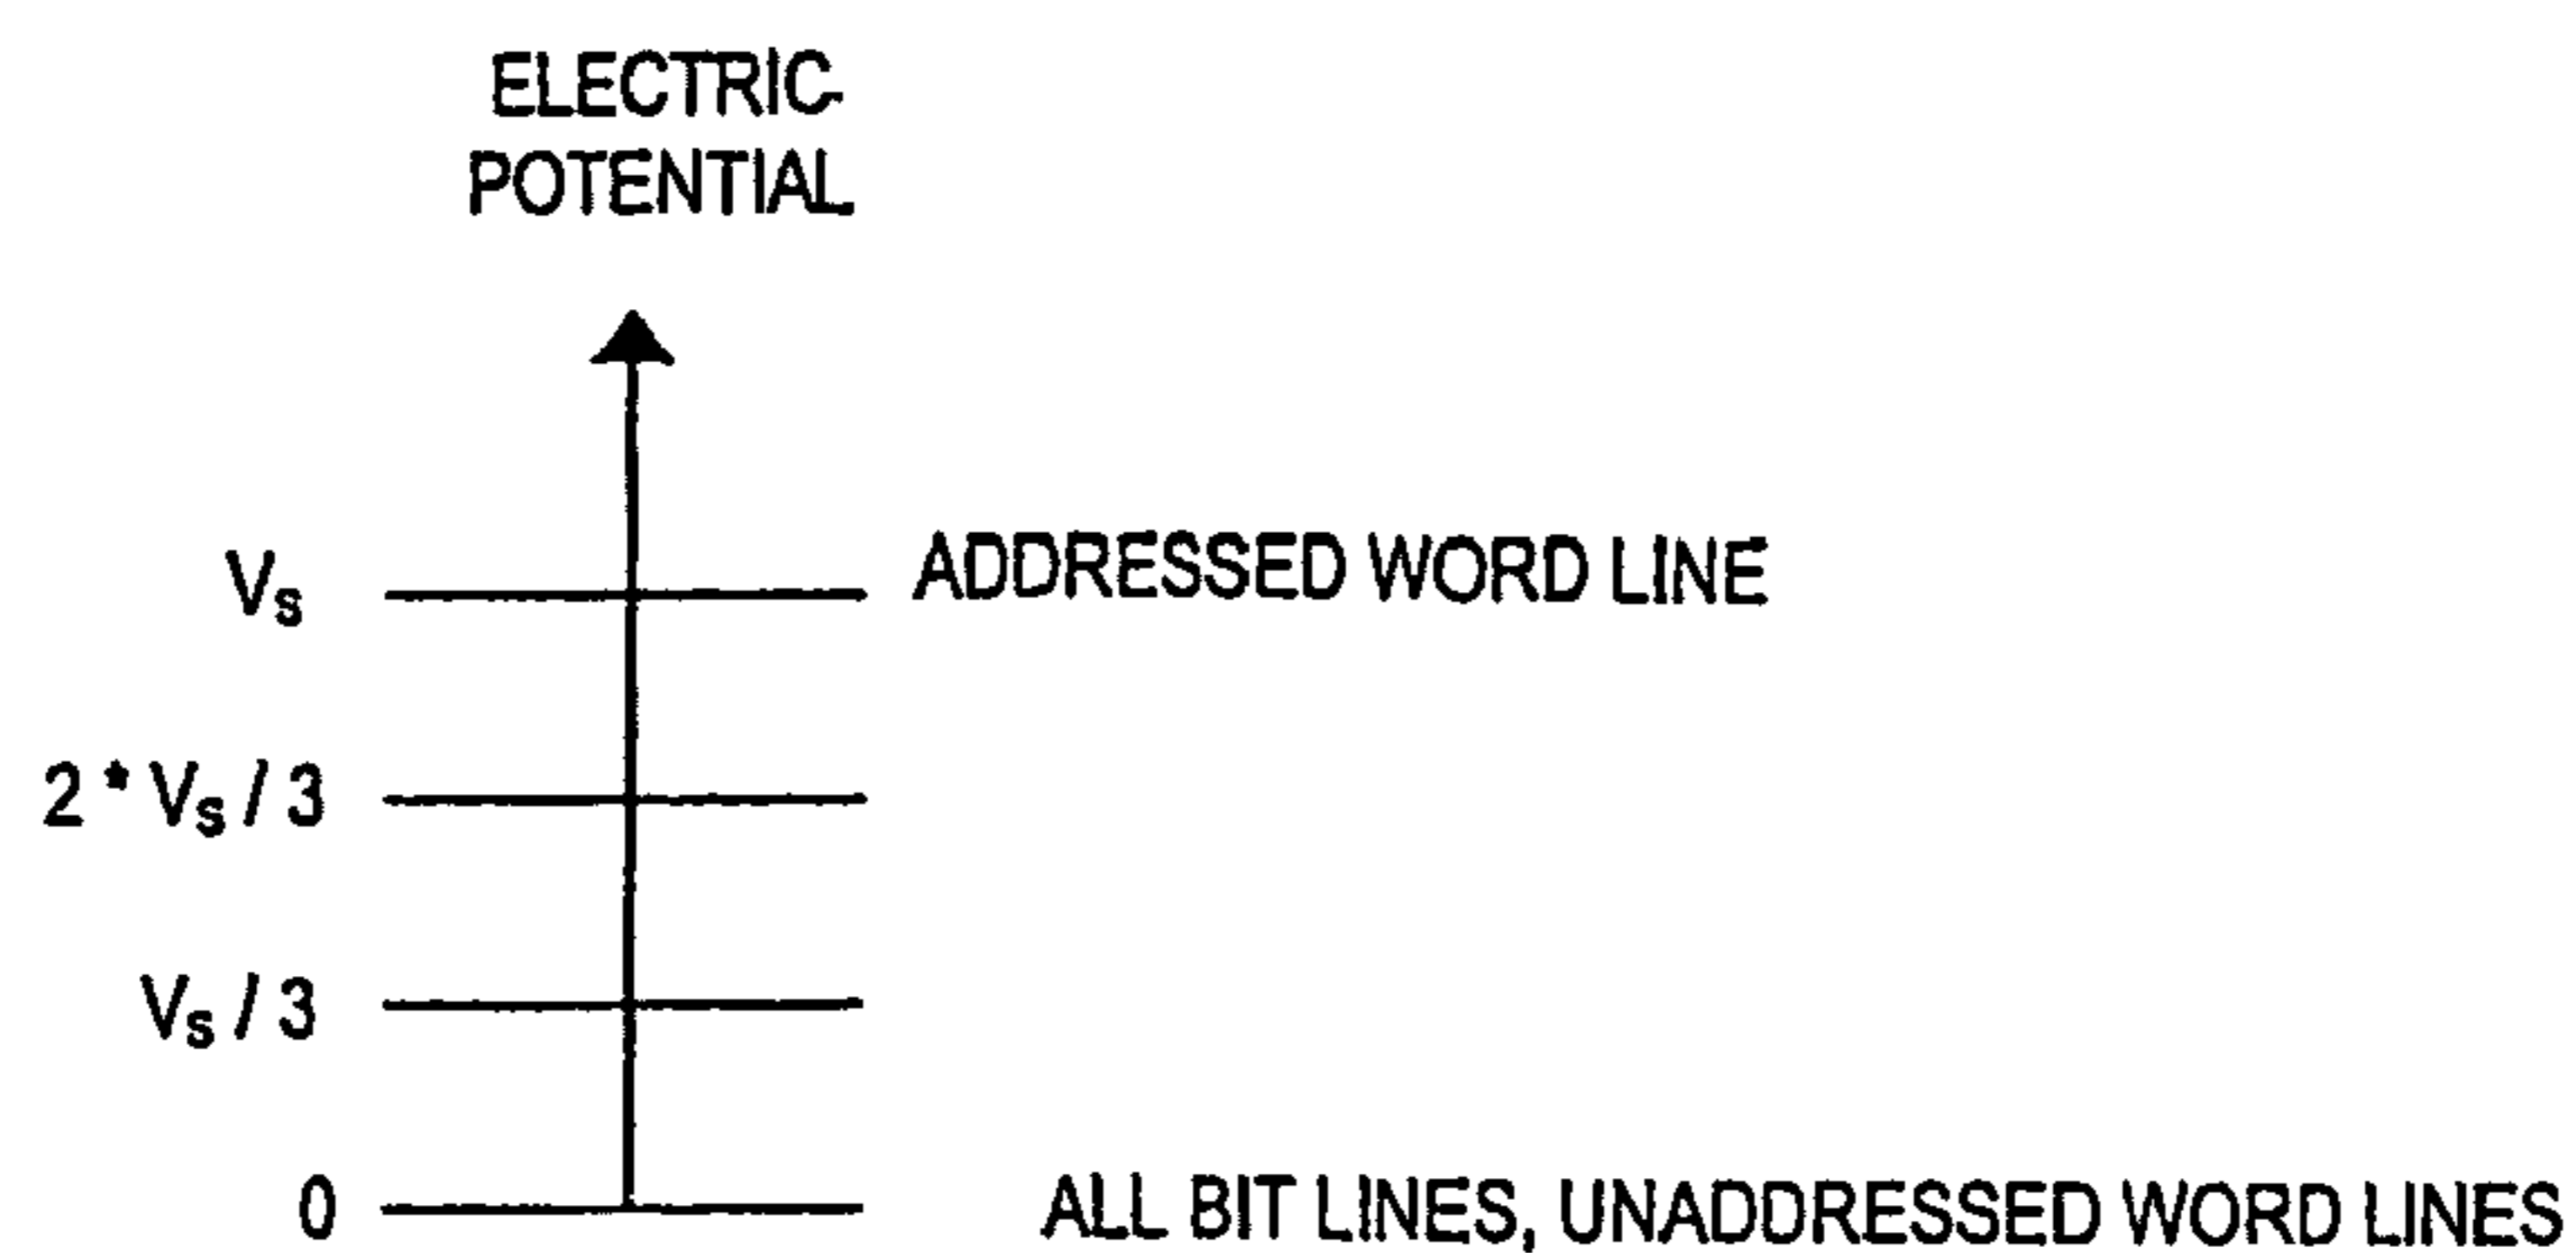 ELECTRIC
POTENTIAL
Vs ADDRESSED WORD LINE
2 * Vs / 3
Vs / 3
0 ALL BIT LINES, UNADDRESSED WORD LINES